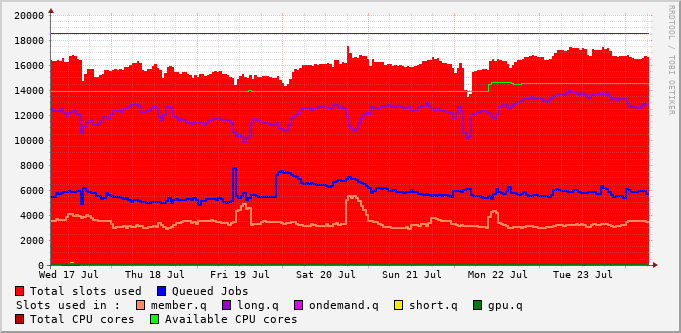 20000
18000
16000
14000
12000
10000
8000
6000
4000
2000
0
Wed 17 Jul Thu 18 Jul Fri 19 Jul Sat 20 Jul Sun 21 Jul Mon 22 Jul Tue 23 Jul
Total slots used Queued Jobs
Slots used in : member.q long.q ondemand.q short.q gpu.q
Total CPU cores Available CPU cores
RRDTOOL / TOBI OETIKER